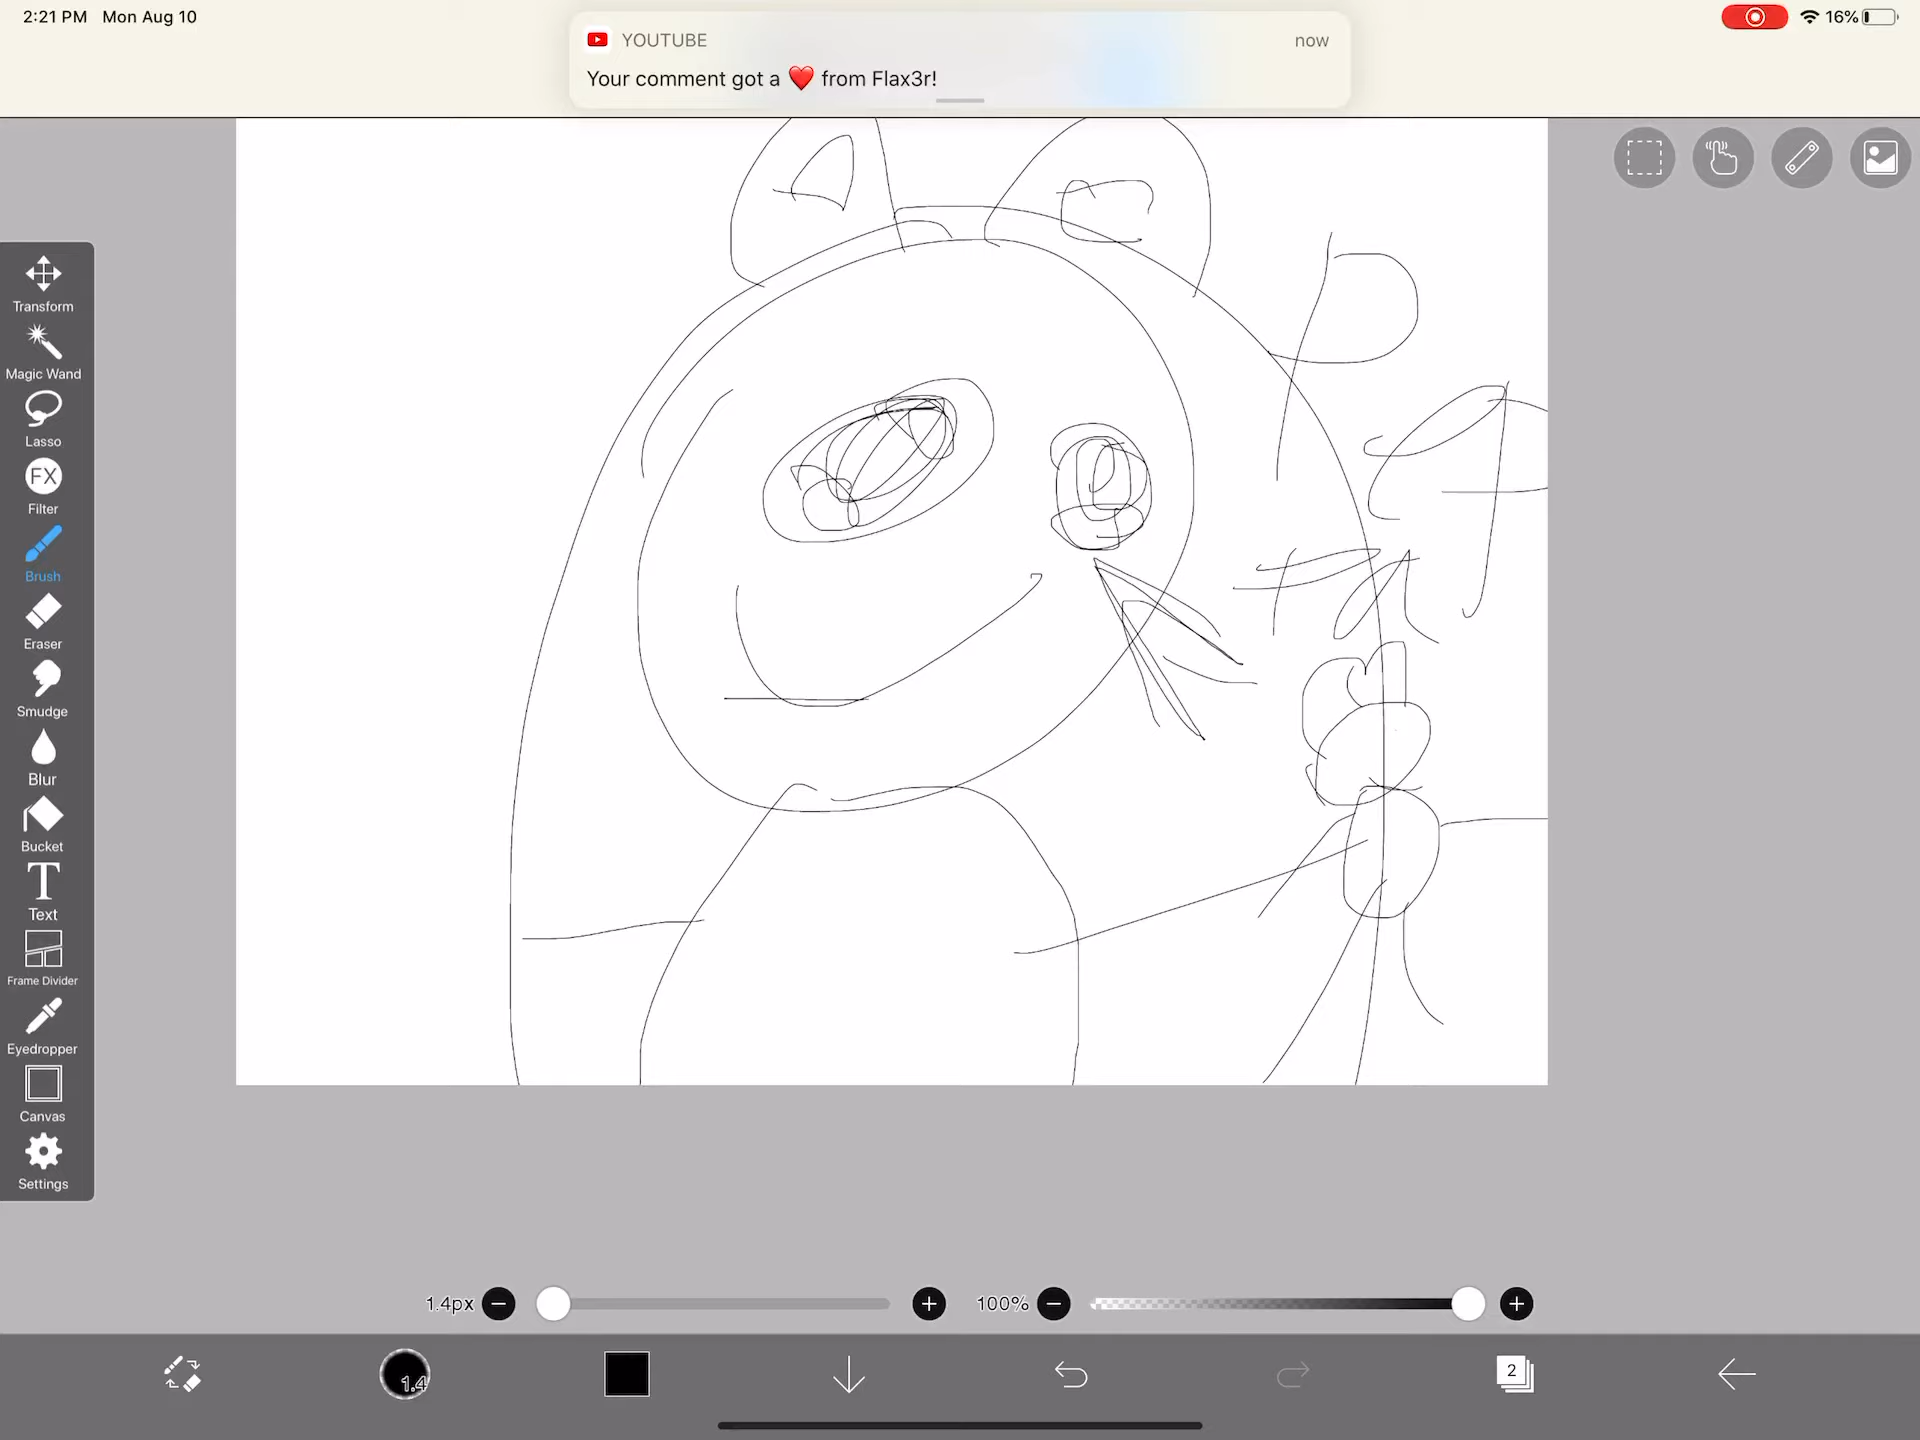 2:21 PM Mon Aug 10
16%
YOUTUBE
now
Your comment got a ❤️ from Flax3r!
Transform
Magic Wand
Lasso
FX
Filter
Brush
Eraser
Smudge
Blur
Bucket
T
Text
Frame Divider
Eyedropper
Canvas
Settings
1.4px
100%
1.4
2